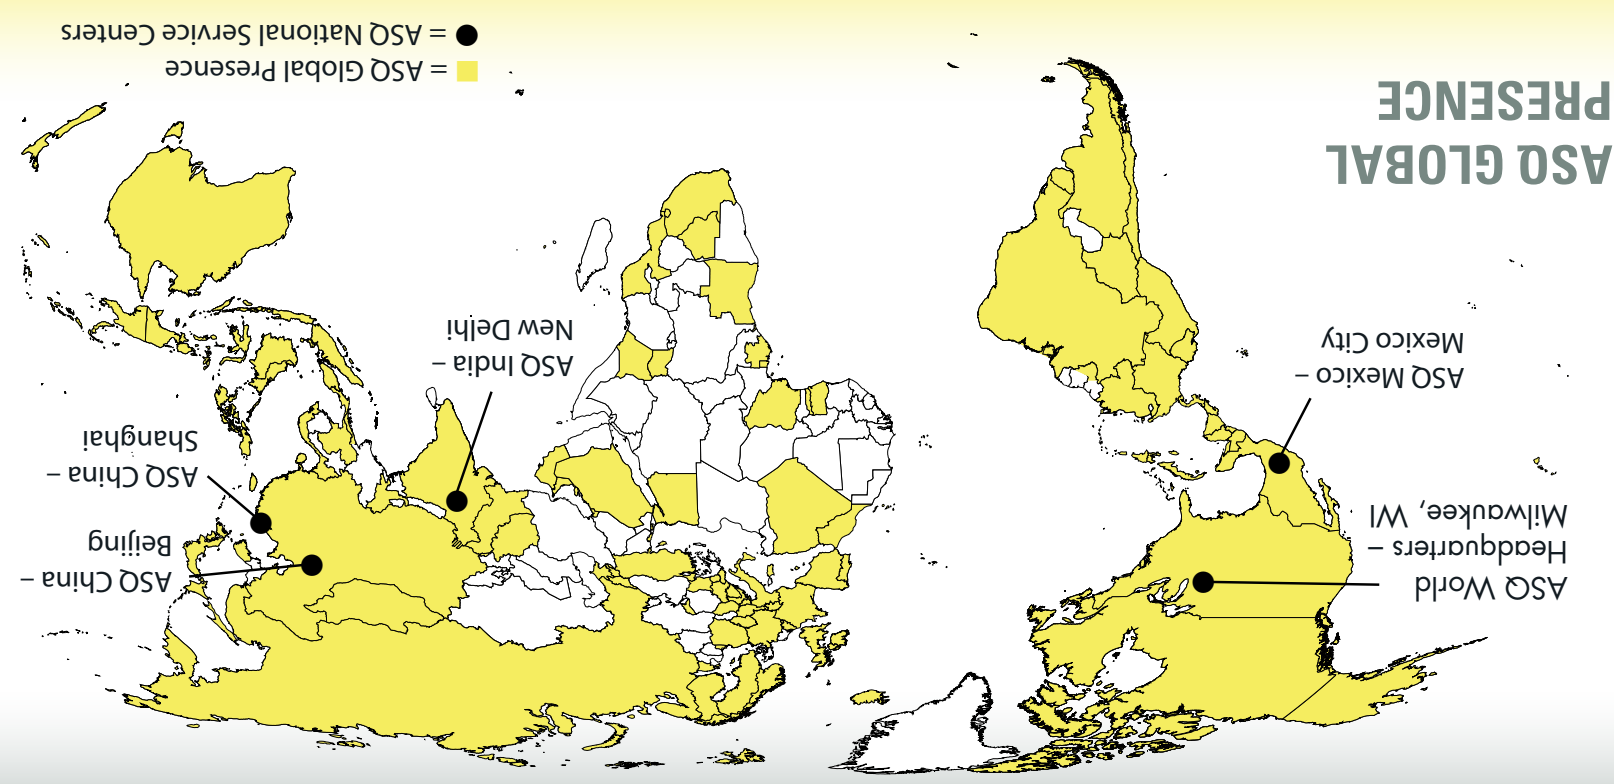 ASQ GLOBAL
PRESENCE
ASQ World
Headquarters –
Milwaukee, WI
ASQ Mexico –
Mexico City
ASQ India –
New Delhi
ASQ China –
Beijing
ASQ China –
Shanghai
= ASQ Global Presence
= ASQ National Service Centers